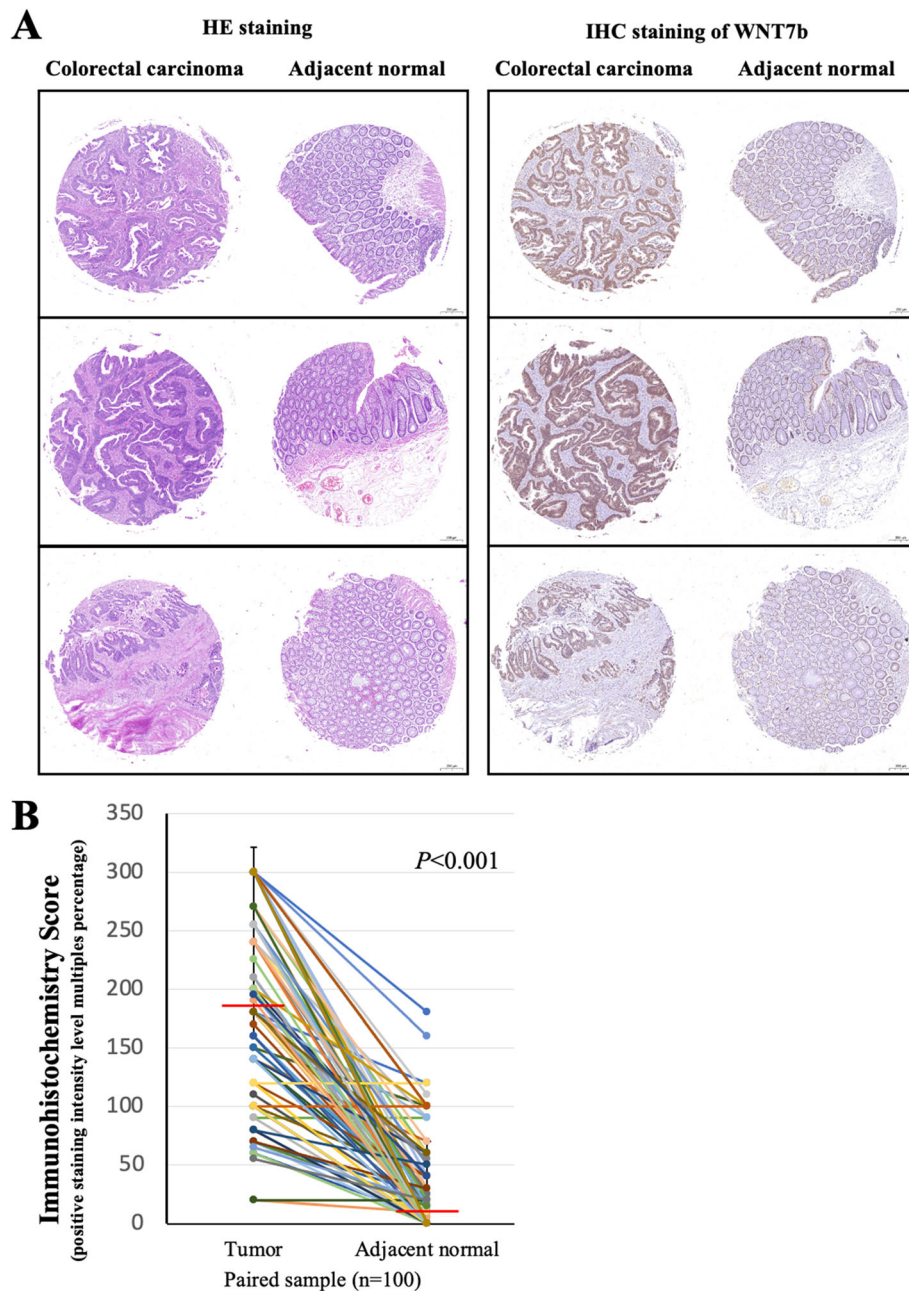 A
HE staining
IHC staining of WNT7b
Colorectal carcinoma
Adjacent normal
Colorectal carcinoma
Adjacent normal
B
350
300
250
200
150
100
50
0
Immunohistochemistry Score
(positive staining intensity level multiples percentage)
P<0.001
Tumor
Adjacent normal
Paired sample (n=100)